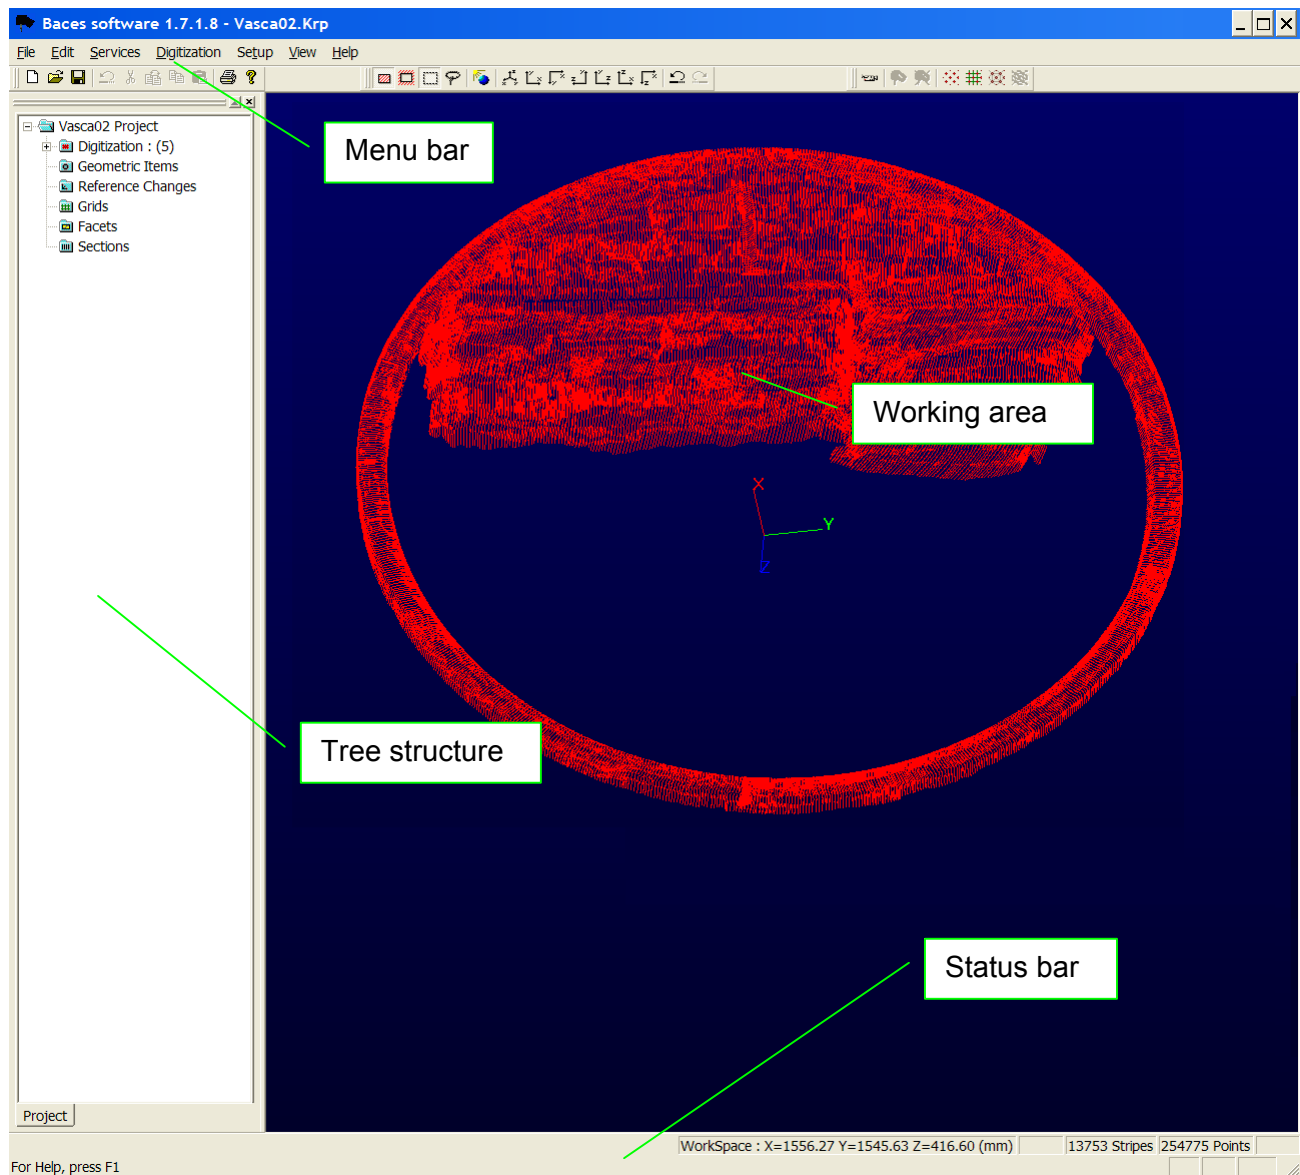 Baces software 1.7.1.8 - Vasca02.Krp
File Edit Services Digitization Setup View Help
Vasca02 Project
Digitization : (5)
Geometric Items
Reference Changes
Grids
Facets
Sections
Menu bar
Working area
X
Y
Z
Tree structure
Status bar
Project
WorkSpace : X=1556.27 Y=1545.63 Z=416.60 (mm) 13753 Stripes 254775 Points
For Help, press F1